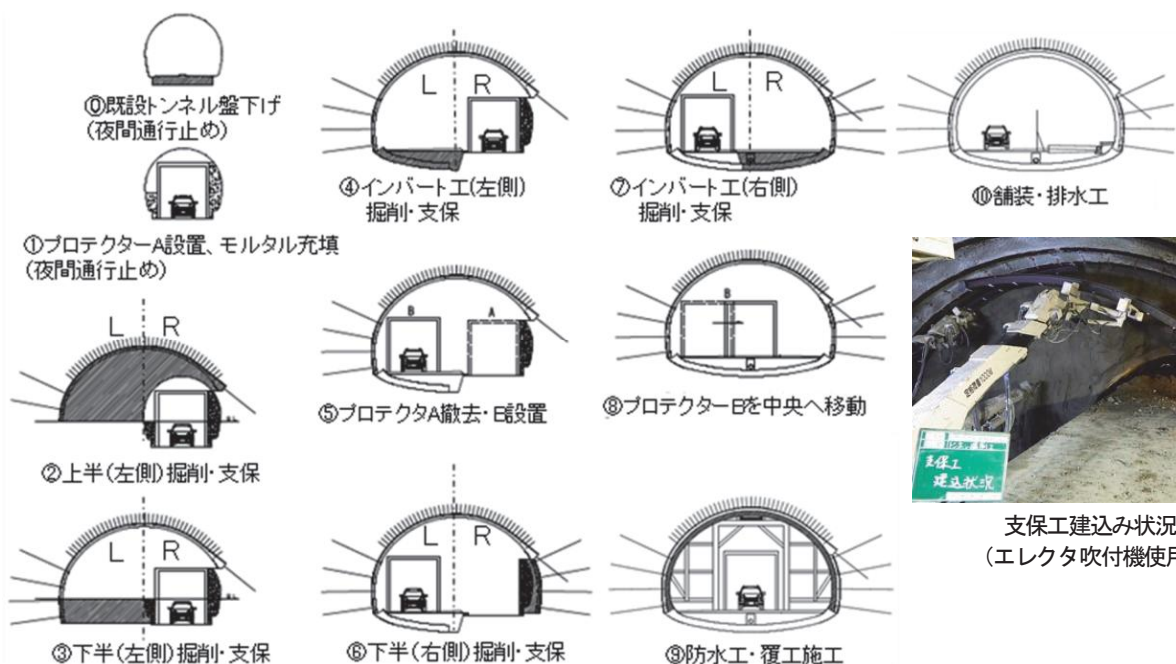 ⓪既設トンネル盤下げ
(夜間通行止め)
①プロテクターA設置、モルタル充填
(夜間通行止め)
L R
②上半(左側)掘削・支保
L R
③下半(左側)掘削・支保
L R
④インバート工(左側)
掘削・支保
B A
⑤プロテクタA撤去・B設置
L R
⑥下半(右側)掘削・支保
L R
⑦インバート工(右側)
掘削・支保
B
⑧プロテクターBを中央へ移動
⑨防水工・覆工施工
⑩舗装・排水工
支保工
建込状況
支保工建込み状況
(エレクタ吹付機使用